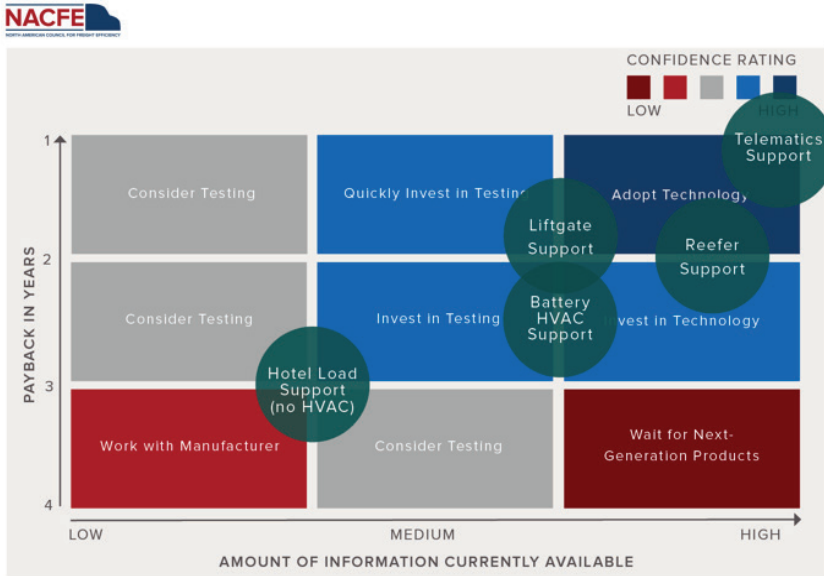 NACFE
NORTH AMERICAN COUNCIL FOR FREIGHT EFFICIENCY
CONFIDENCE RATING
LOW
HIGH
PAYBACK IN YEARS
1
2
3
4
Consider Testing
Quickly Invest in Testing
Adopt Technology
Telematics
Support
Liftgate
Support
Reefer
Support
Consider Testing
Invest in Testing
Battery
HVAC
Support
Invest in Technology
Hotel Load
Support
(no HVAC)
Work with Manufacturer
Consider Testing
Wait for Next-
Generation Products
LOW
MEDIUM
HIGH
AMOUNT OF INFORMATION CURRENTLY AVAILABLE